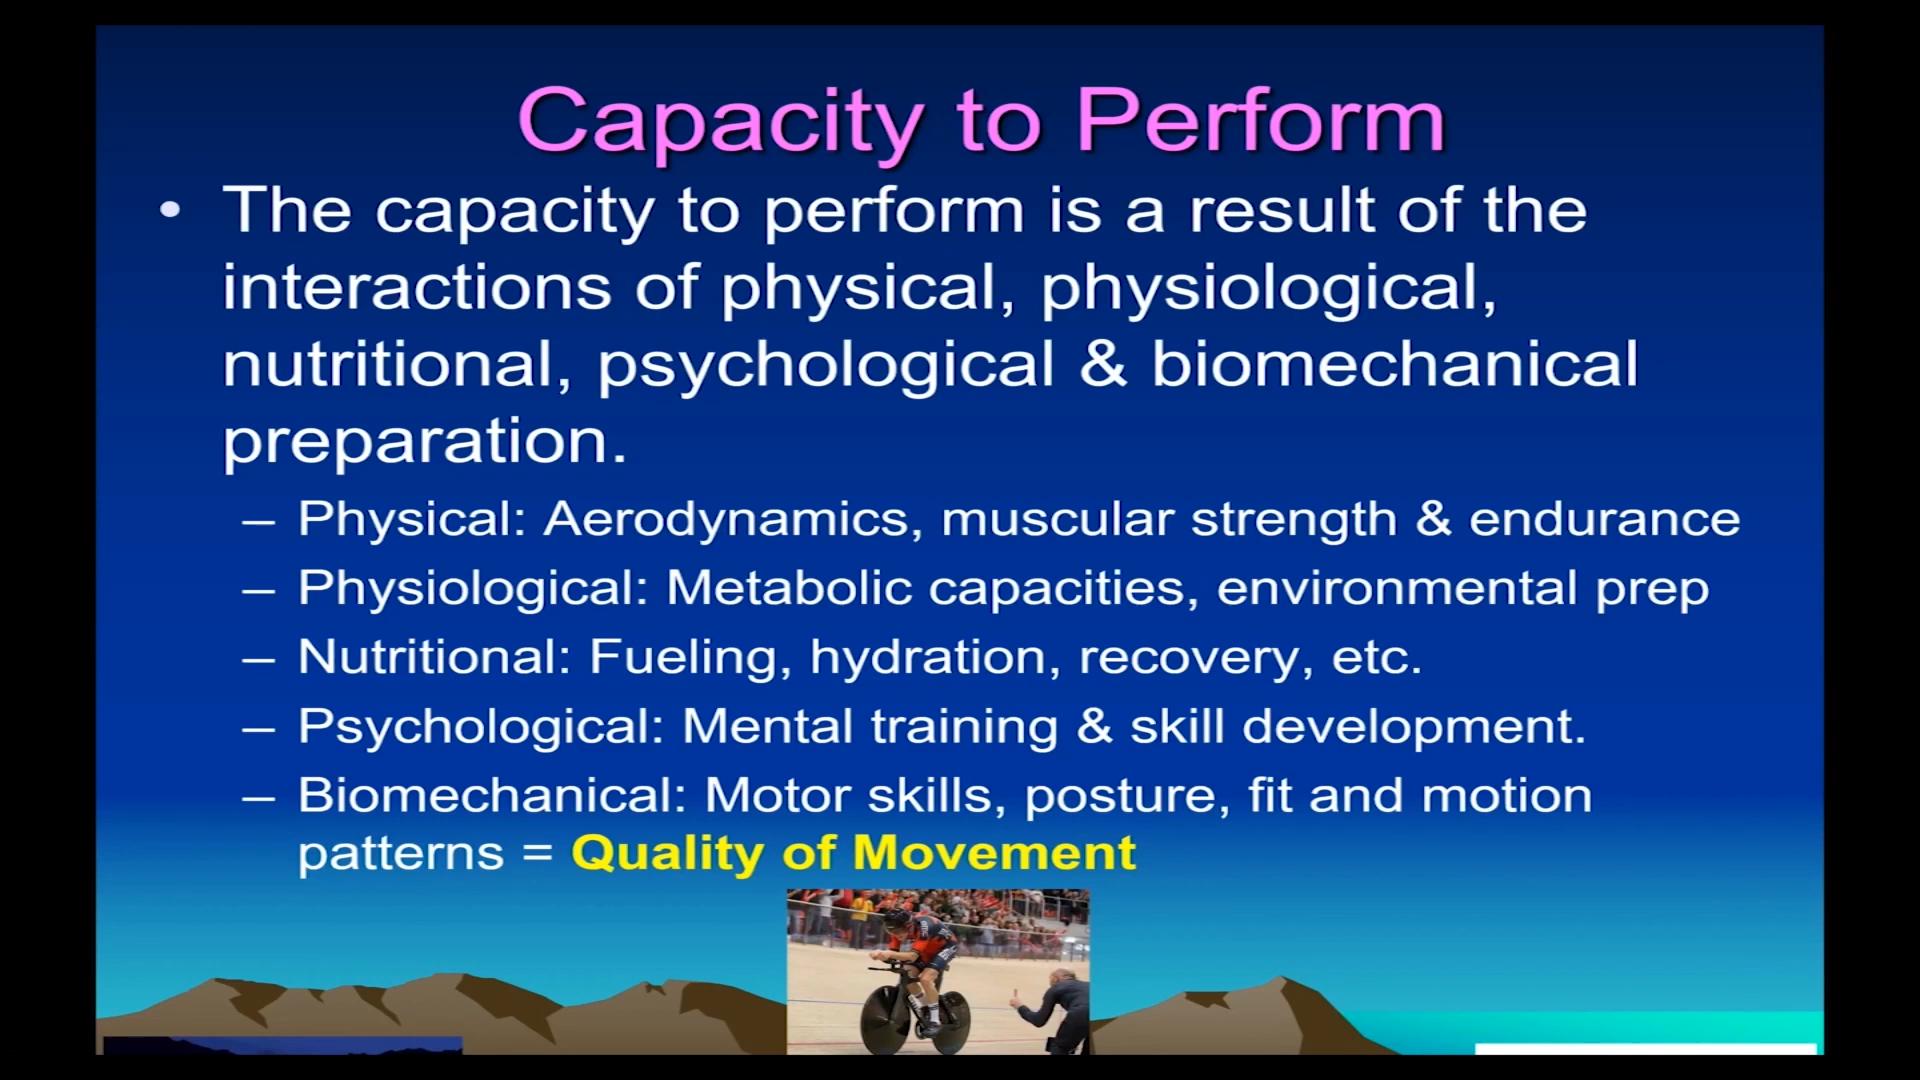 Capacity to Perform
• The capacity to perform is a result of the
interactions of physical, physiological,
nutritional, psychological & biomechanical
preparation.
– Physical: Aerodynamics, muscular strength & endurance
– Physiological: Metabolic capacities, environmental prep
– Nutritional: Fueling, hydration, recovery, etc.
– Psychological: Mental training & skill development.
– Biomechanical: Motor skills, posture, fit and motion
patterns = Quality of Movement